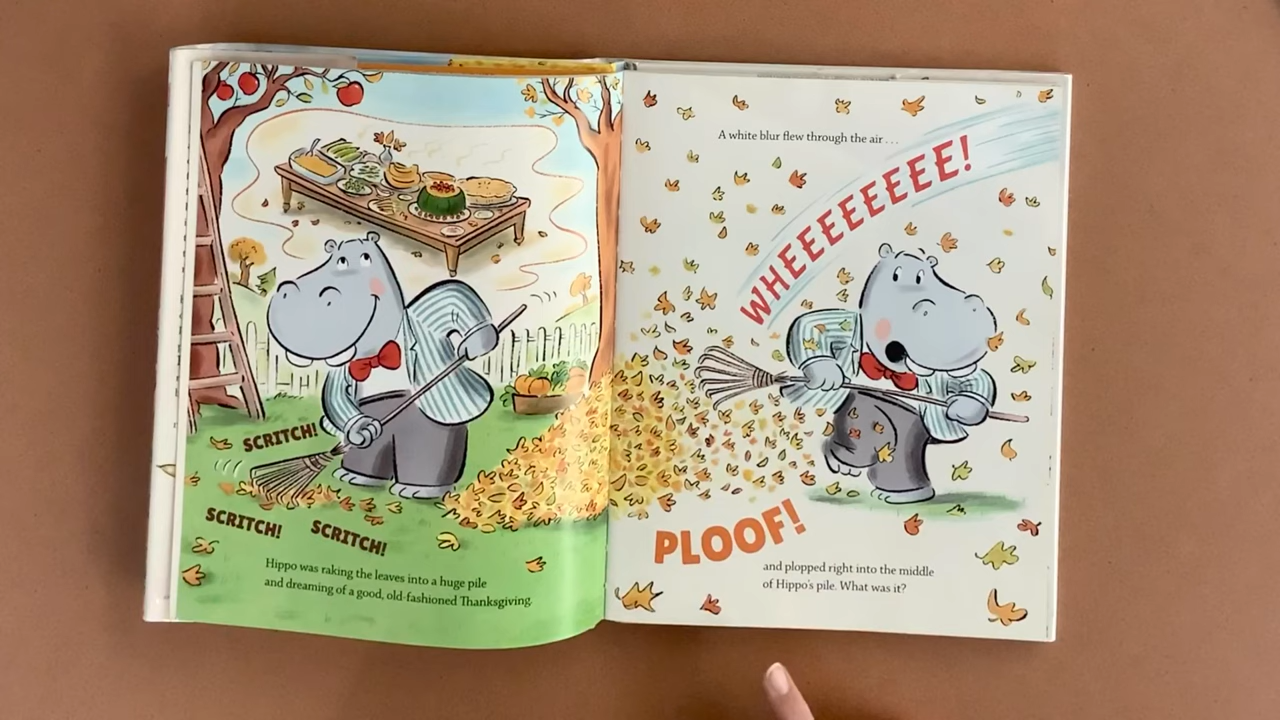 SCRITCH!
SCRITCH!
SCRITCH!
Hippo was raking the leaves into a huge pile
and dreaming of a good, old-fashioned Thanksgiving.
A white blur flew through the air . . .
WHEEEEEEEE!
PLOOF!
and plopped right into the middle
of Hippo's pile. What was it?